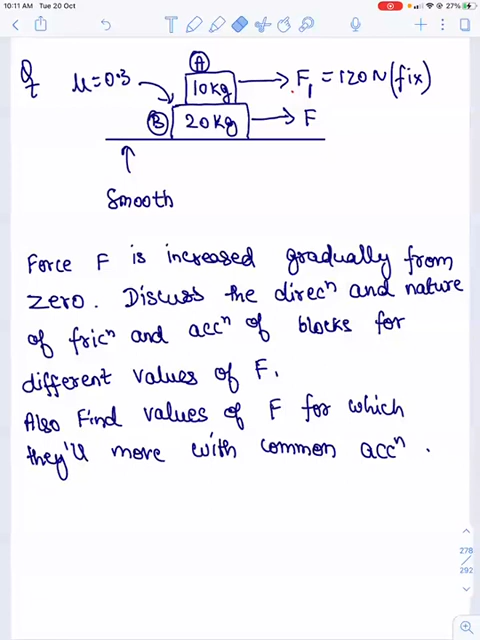 10:11 AM Tue 20 Oct
27%
Q μ=0.3 A 10kg F₁ = 120N (fix)
B 20kg F
Smooth
Force F is increased gradually from
zero. Discuss the direcⁿ and nature
of fricⁿ and accⁿ of blocks for
different values of F.
Also Find values of F for which
they'll move with common accⁿ.
278
/
292